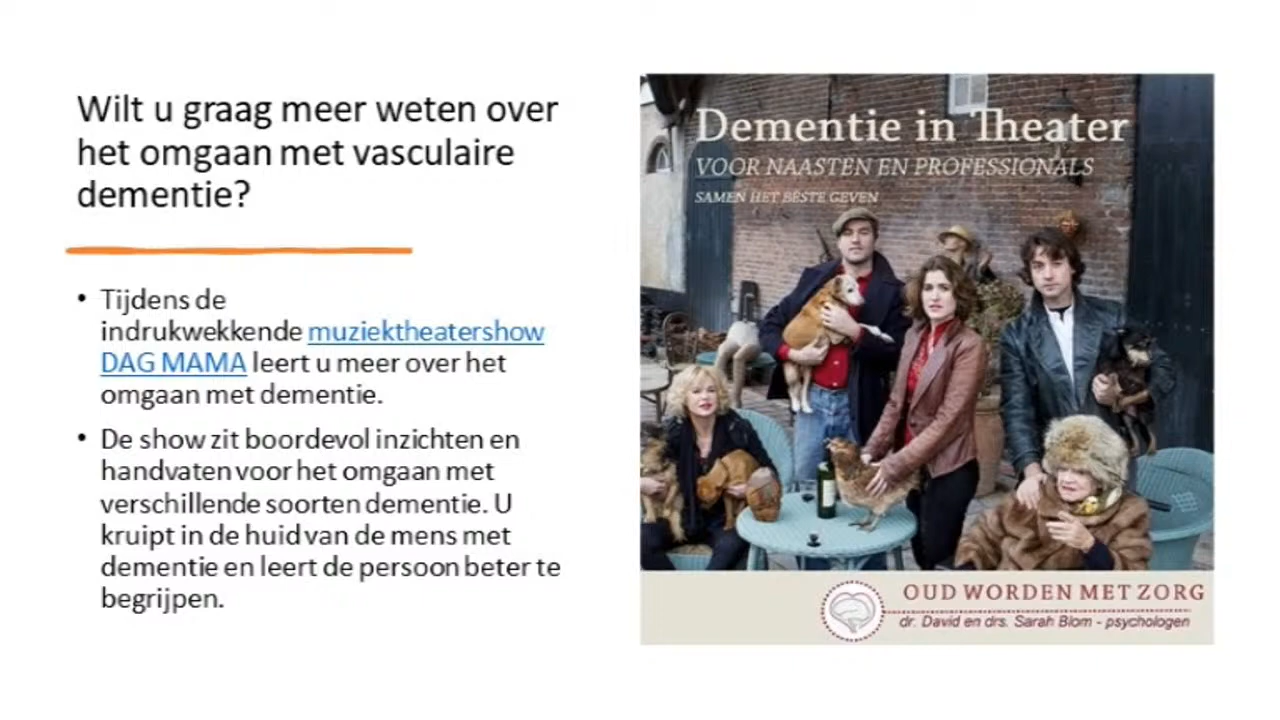 Wilt u graag meer weten over
het omgaan met vasculaire
dementie?
• Tijdens de
indrukwekkende muziektheatershow
DAG MAMA leert u meer over het
omgaan met dementie.
• De show zit boordevol inzichten en
handvaten voor het omgaan met
verschillende soorten dementie. U
kruipt in de huid van de mens met
dementie en leert de persoon beter te
begrijpen.
Dementie in Theater
VOOR NAASTEN EN PROFESSIONALS
SAMEN HET BESTE GEVEN
OUD WORDEN MET ZORG
dr. David en drs. Sarah Blom - psychologen